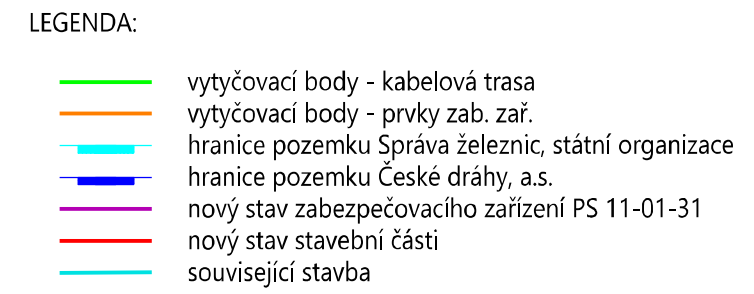 LEGENDA:
vytyčovací body - kabelová trasa
vytyčovací body - prvky zab. zař.
hranice pozemku Správa železnic, státní organizace
hranice pozemku České dráhy, a.s.
nový stav zabezpečovacího zařízení PS 11-01-31
nový stav stavební části
související stavba